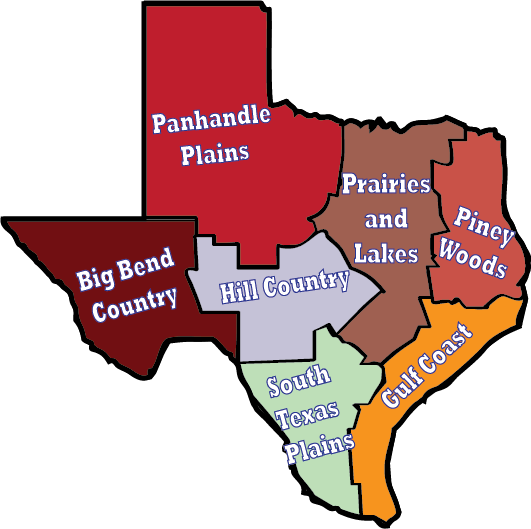 Panhandle
Plains
Prairies
and
Lakes
Piney
Woods
Big Bend
Country
Hill Country
Gulf Coast
South
Texas
Plains